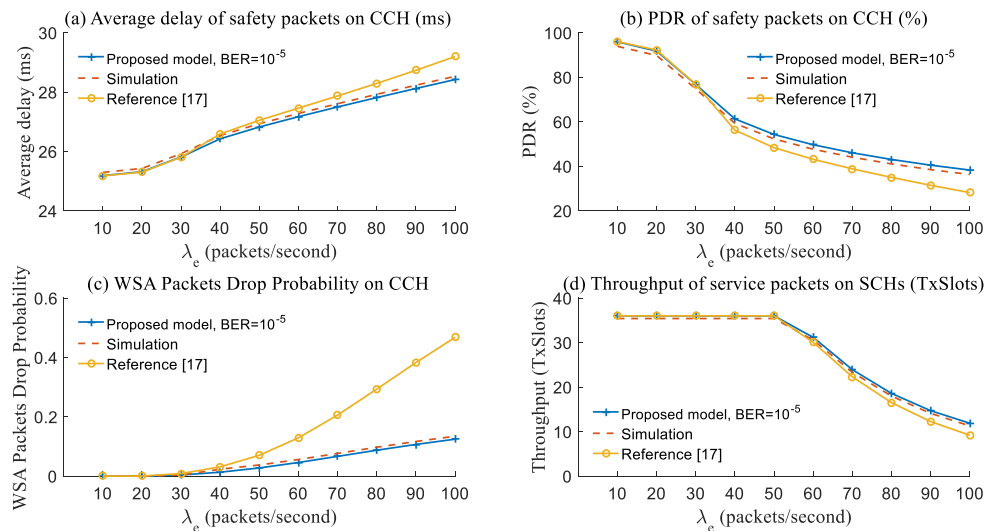 (a) Average delay of safety packets on CCH (ms)
30
28
26
24
Average delay (ms)
Proposed model, BER=10⁻⁵
Simulation
Reference [17]
10 20 30 40 50 60 70 80 90 100
λₑ (packets/second)
(b) PDR of safety packets on CCH (%)
100
80
60
40
20
PDR (%)
Proposed model, BER=10⁻⁵
Simulation
Reference [17]
10 20 30 40 50 60 70 80 90 100
λₑ (packets/second)
(c) WSA Packets Drop Probability on CCH
0.6
0.4
0.2
0
WSA Packets Drop Probability
Proposed model, BER=10⁻⁵
Simulation
Reference [17]
10 20 30 40 50 60 70 80 90 100
λₑ (packets/second)
(d) Throughput of service packets on SCHs (TxSlots)
40
30
20
10
0
Throughput (TxSlots)
Proposed model, BER=10⁻⁵
Simulation
Reference [17]
10 20 30 40 50 60 70 80 90 100
λₑ (packets/second)